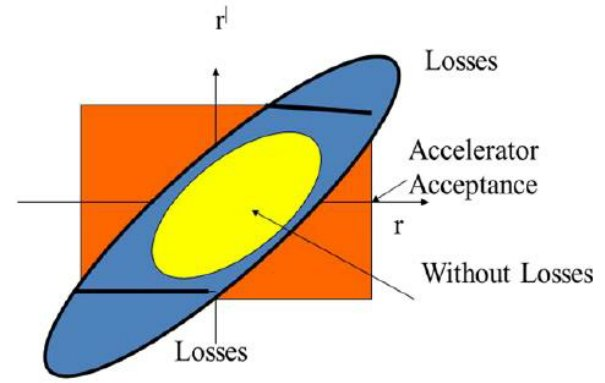 r|
Losses
Accelerator
Acceptance
r
Without Losses
Losses